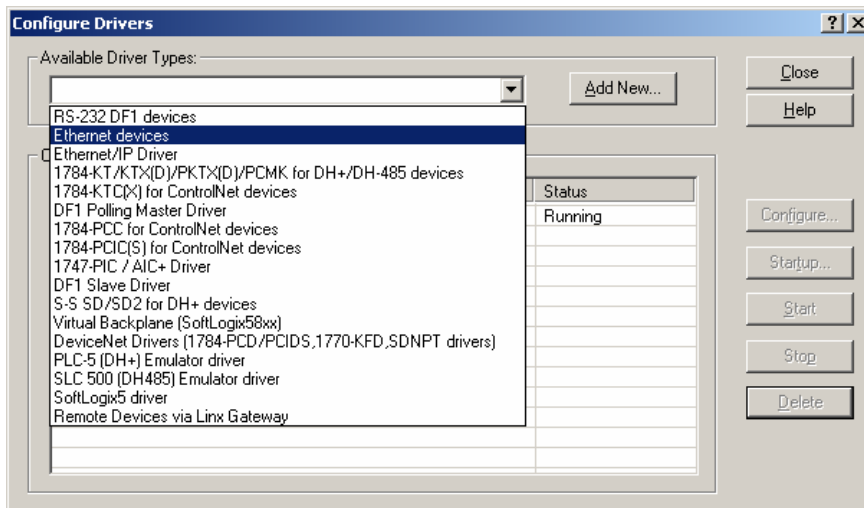 Configure Drivers
Available Driver Types:
Add New...
Close
Help
RS-232 DF1 devices
Ethernet devices
Ethernet/IP Driver
1784-KT/KTX(D)/PKTX(D)/PCMK for DH+/DH-485 devices
1784-KTC(X) for ControlNet devices
DF1 Polling Master Driver
1784-PCC for ControlNet devices
1784-PCIC(S) for ControlNet devices
1747-PIC / AIC+ Driver
DF1 Slave Driver
S-S SD/SD2 for DH+ devices
Virtual Backplane (SoftLogix58xx)
DeviceNet Drivers (1784-PCD/PCIDS,1770-KFD,SDNPT drivers)
PLC-5 (DH+) Emulator driver
SLC 500 (DH485) Emulator driver
SoftLogix5 driver
Remote Devices via Linx Gateway
Status
Running
Configure...
Startup...
Start
Stop
Delete